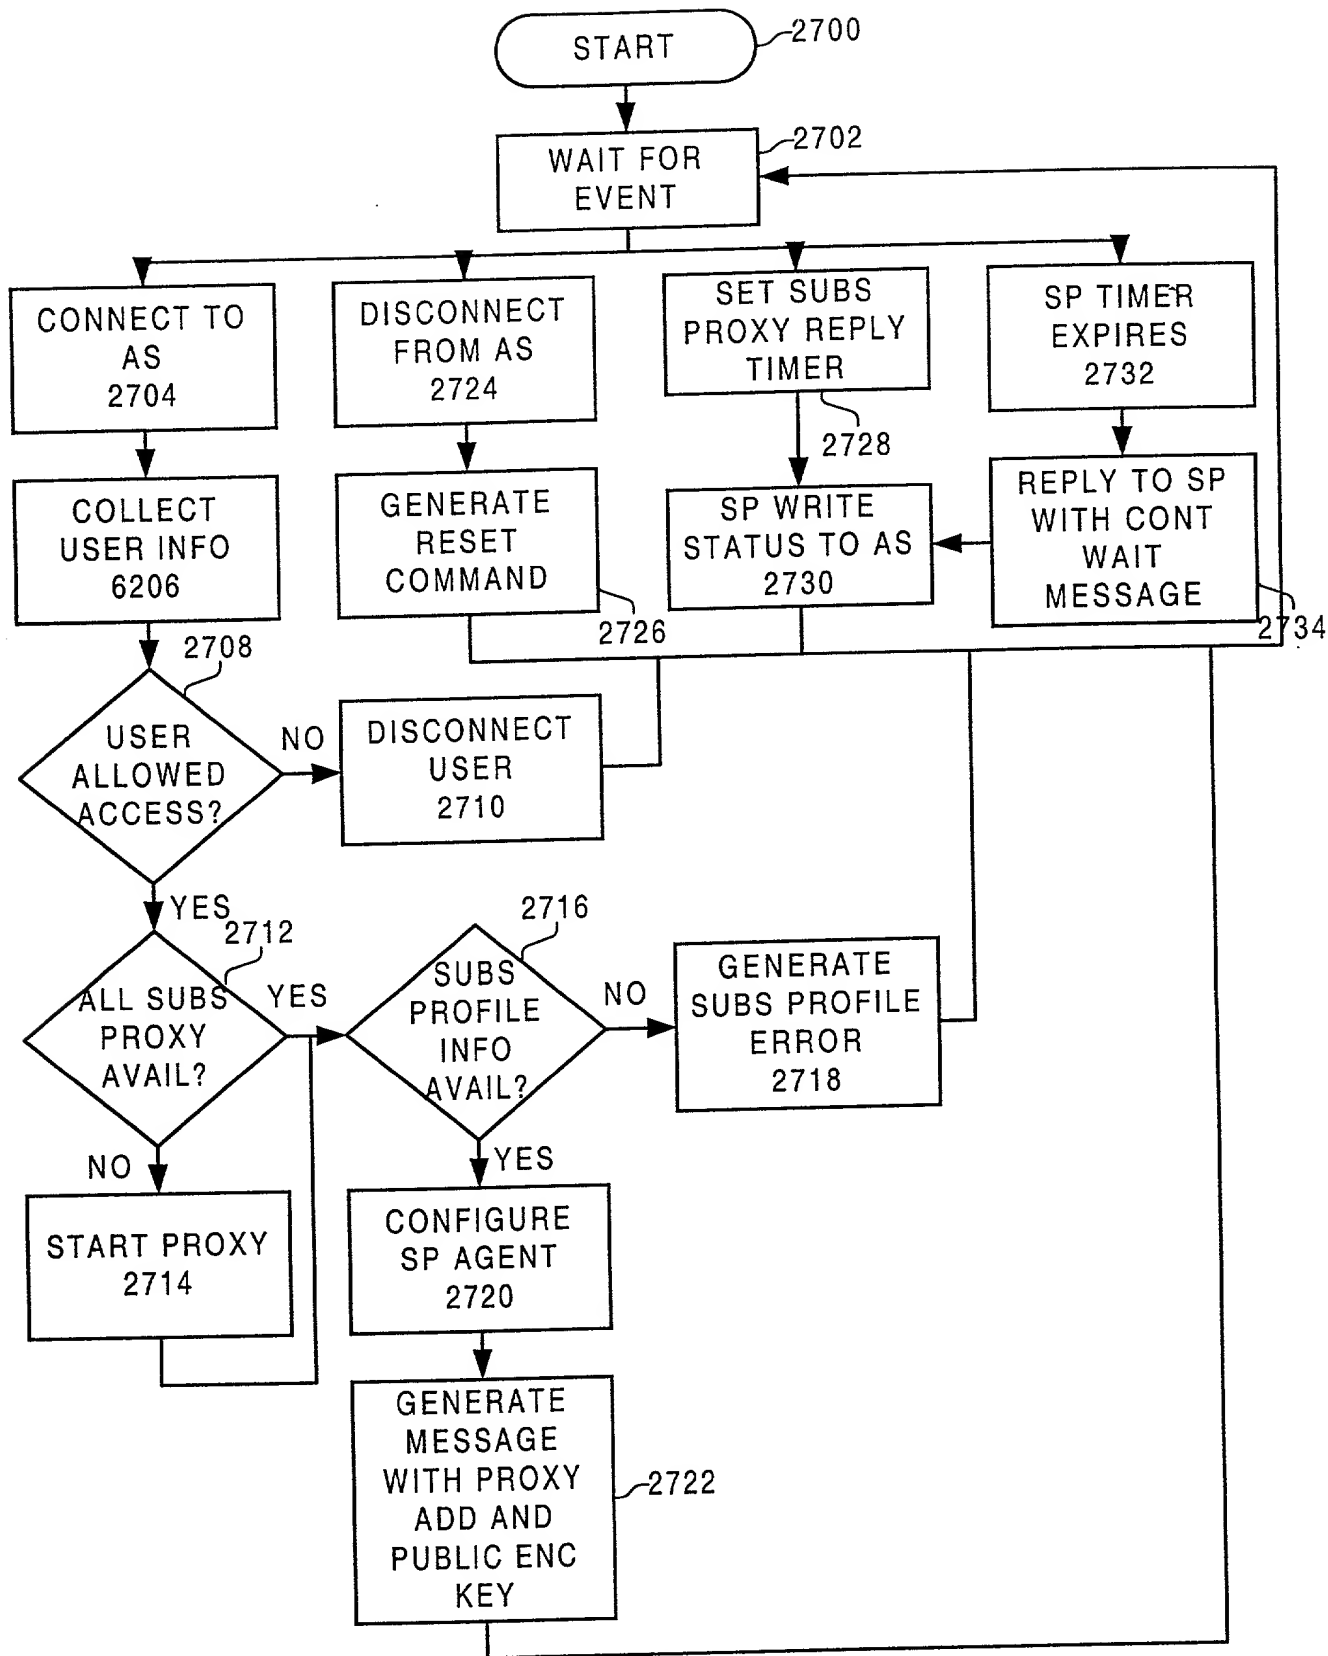 START
2700
WAIT FOR
EVENT
2702
CONNECT TO
AS
2704
DISCONNECT
FROM AS
2724
SET SUBS
PROXY REPLY
TIMER
2728
SP TIMER
EXPIRES
2732
COLLECT
USER INFO
6206
GENERATE
RESET
COMMAND
2726
SP WRITE
STATUS TO AS
2730
REPLY TO SP
WITH CONT
WAIT
MESSAGE
2734
2708
USER
ALLOWED
ACCESS?
NO
DISCONNECT
USER
2710
YES
2712
ALL SUBS
PROXY
AVAIL?
YES
2716
SUBS
PROFILE
INFO
AVAIL?
NO
GENERATE
SUBS PROFILE
ERROR
2718
NO
START PROXY
2714
YES
CONFIGURE
SP AGENT
2720
GENERATE
MESSAGE
WITH PROXY
ADD AND
PUBLIC ENC
KEY
2722